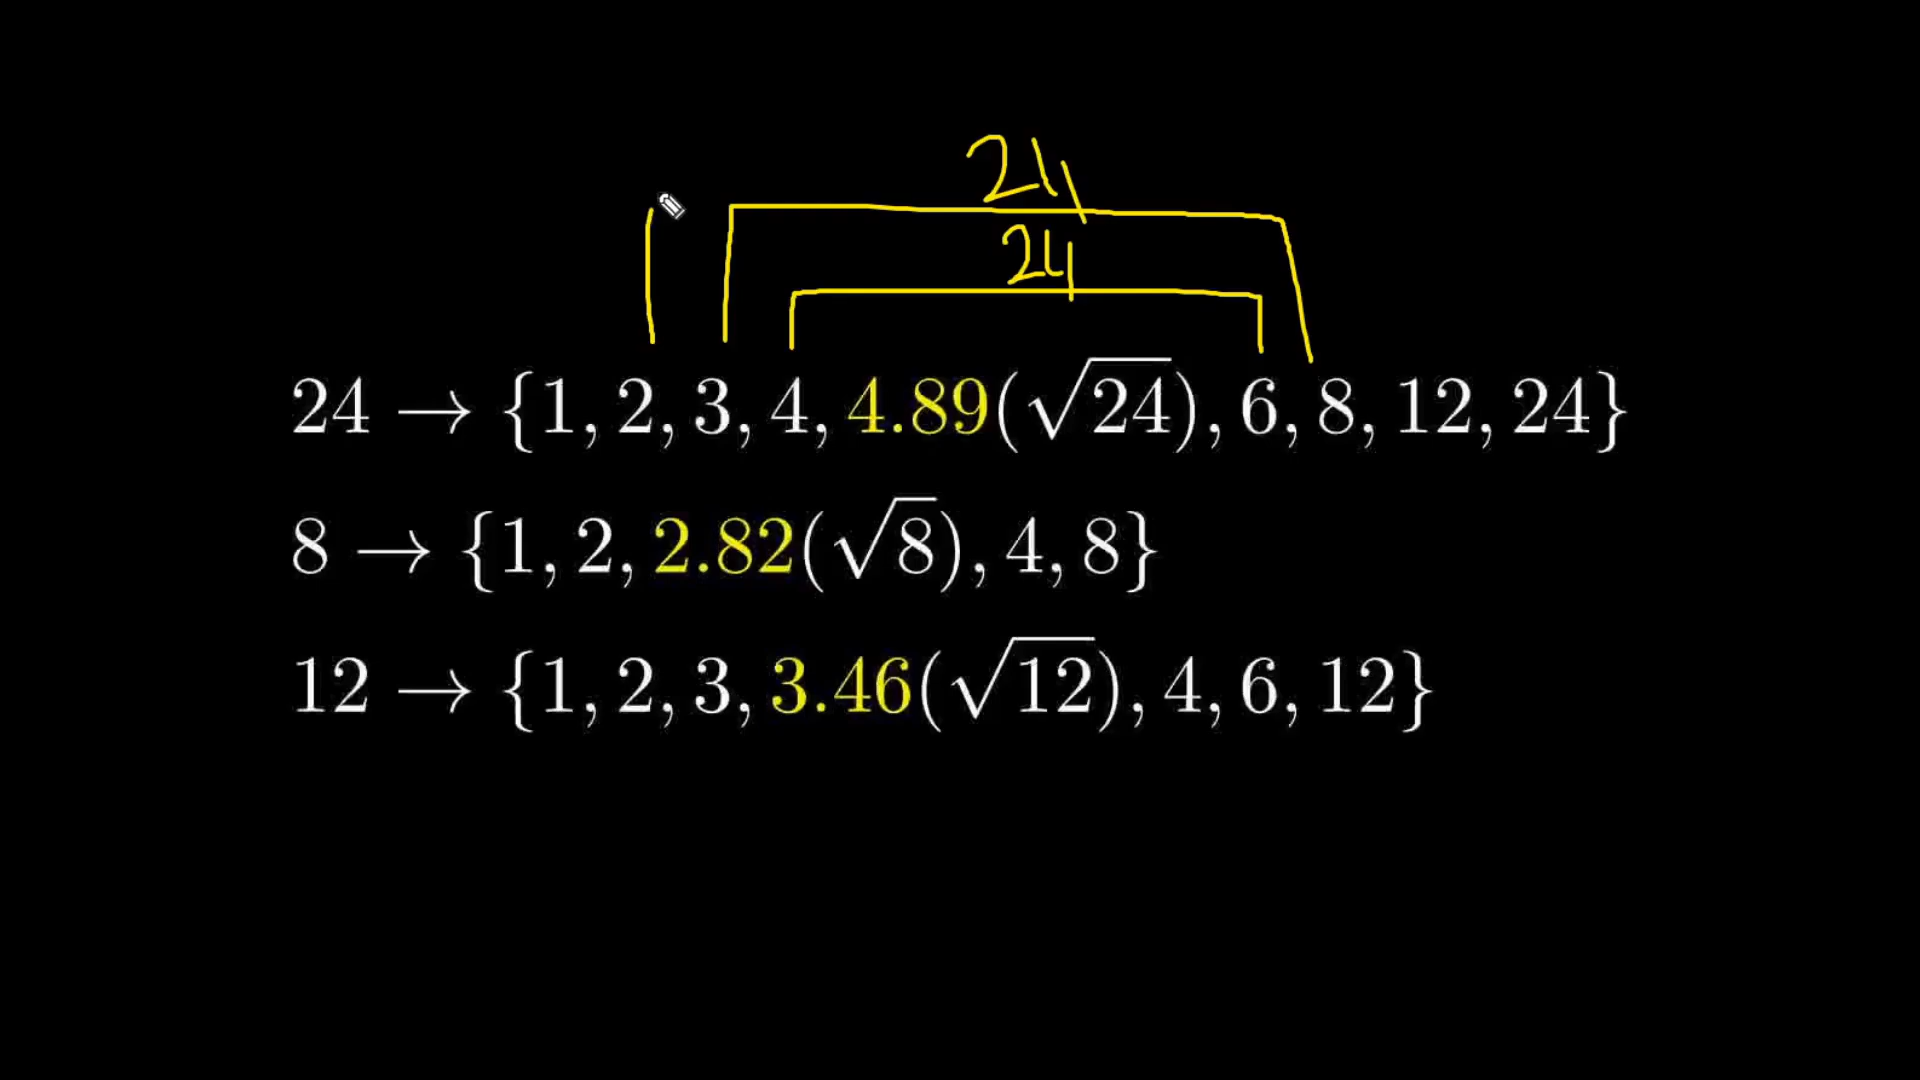 24
24
24 → {1, 2, 3, 4, 4.89(√24), 6, 8, 12, 24}
8 → {1, 2, 2.82(√8), 4, 8}
12 → {1, 2, 3, 3.46(√12), 4, 6, 12}